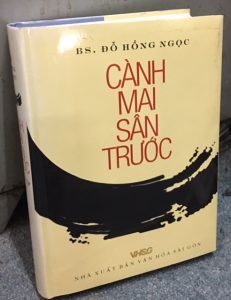 BS. ĐỖ HỒNG NGỌC
CÀNH
MAI
SÂN
TRƯỚC
VHSG
NHÀ XUẤT BẢN VĂN HÓA SÀI GÒN